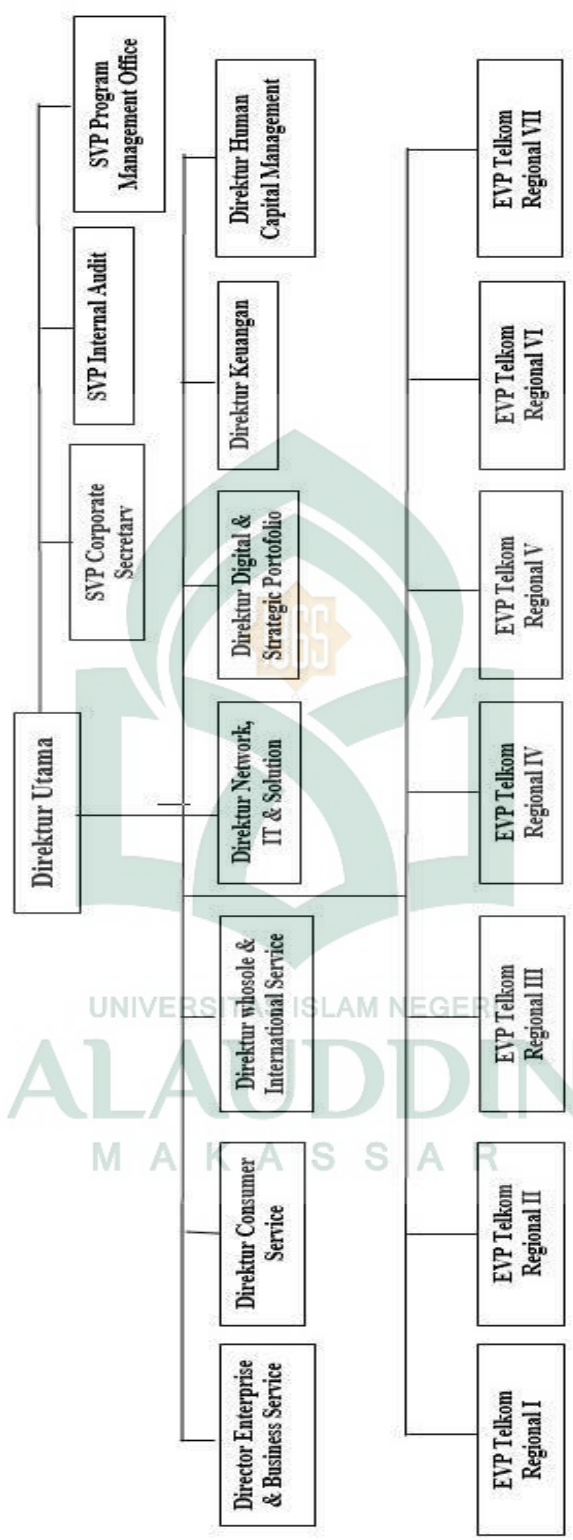 Direktur Utama
SVP Corporate
Secretary
SVP Internal Audit
SVP Program
Management Office
Director Enterprise
& Business Service
Direktur Consumer
Service
Direktur whosole &
International Service
Direktur Network,
IT & Solution
Direktur Digital &
Strategic Portofolio
Direktur Keuangan
Direktur Human
Capital Management
EVP Telkom
Regional I
EVP Telkom
Regional II
EVP Telkom
Regional III
EVP Telkom
Regional IV
EVP Telkom
Regional V
EVP Telkom
Regional VI
EVP Telkom
Regional VII
1965
UNIVERSITAS ISLAM NEGERI
ALAUDDIN
MAKASSAR